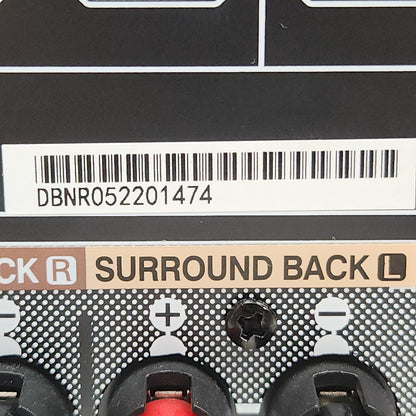 DBNR052201474
CK R SURROUND BACK L
− + −